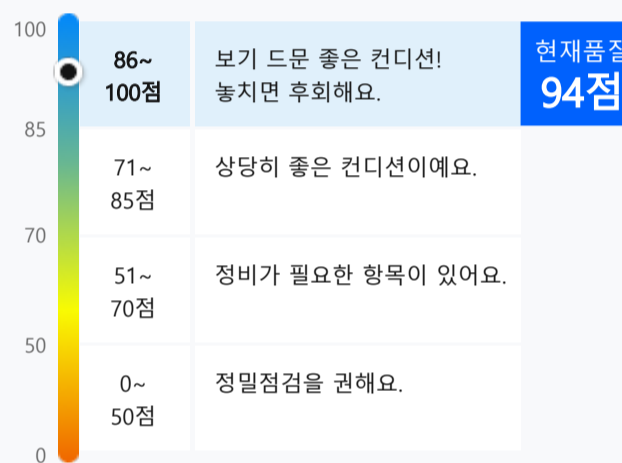 100
86~
100점
보기 드문 좋은 컨디션!
놓치면 후회해요.
현재품질
94점
85
71~
85점
상당히 좋은 컨디션이예요.
70
51~
70점
정비가 필요한 항목이 있어요.
50
0~
50점
정밀점검을 권해요.
0